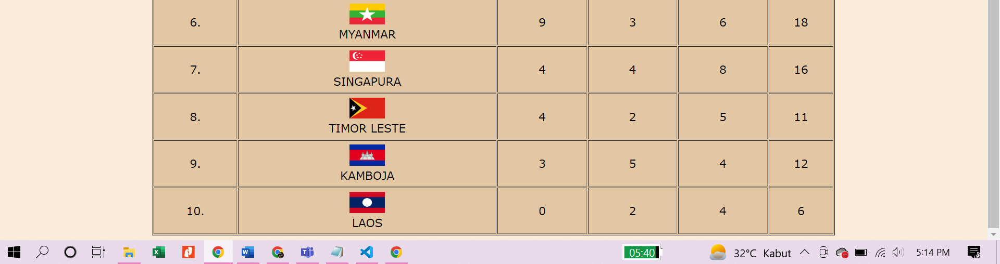 6. MYANMAR 9 3 6 18
7. SINGAPURA 4 4 8 16
8. TIMOR LESTE 4 2 5 11
9. KAMBOJA 3 5 4 12
10. LAOS 0 2 4 6
05:40 32°C Kabut 5:14 PM